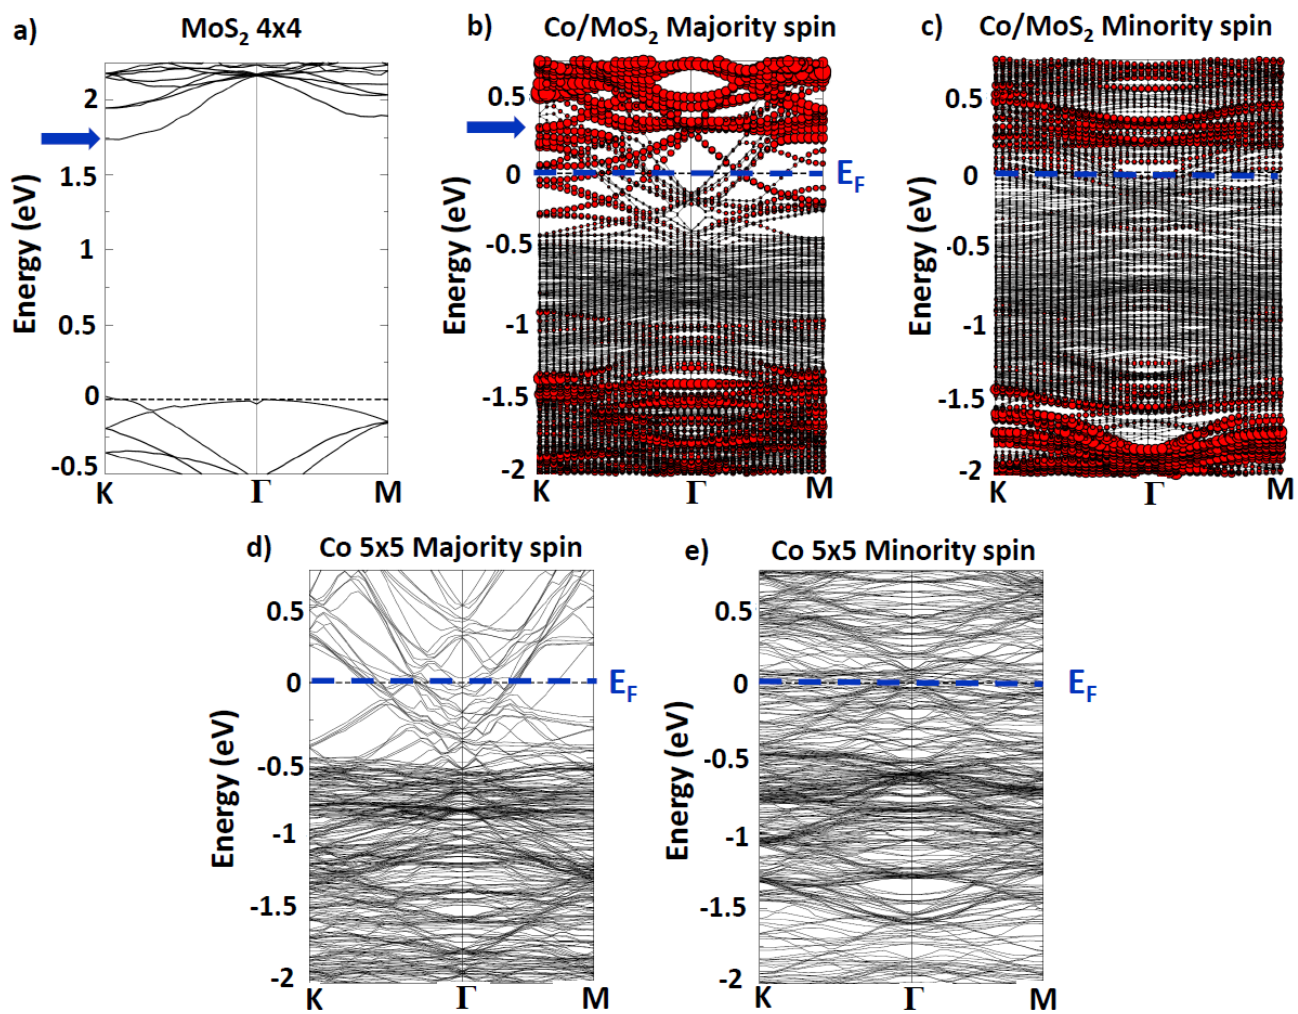 a) MoS2 4x4
Energy (eV)
2
1.5
1
0.5
0
-0.5
K Γ M
b) Co/MoS2 Majority spin
Energy (eV)
0.5
0
-0.5
-1
-1.5
-2
K Γ M
EF
c) Co/MoS2 Minority spin
Energy (eV)
0.5
0
-0.5
-1
-1.5
-2
K Γ M
d) Co 5x5 Majority spin
Energy (eV)
0.5
0
-0.5
-1
-1.5
-2
K Γ M
EF
e) Co 5x5 Minority spin
Energy (eV)
0.5
0
-0.5
-1
-1.5
-2
K Γ M
EF